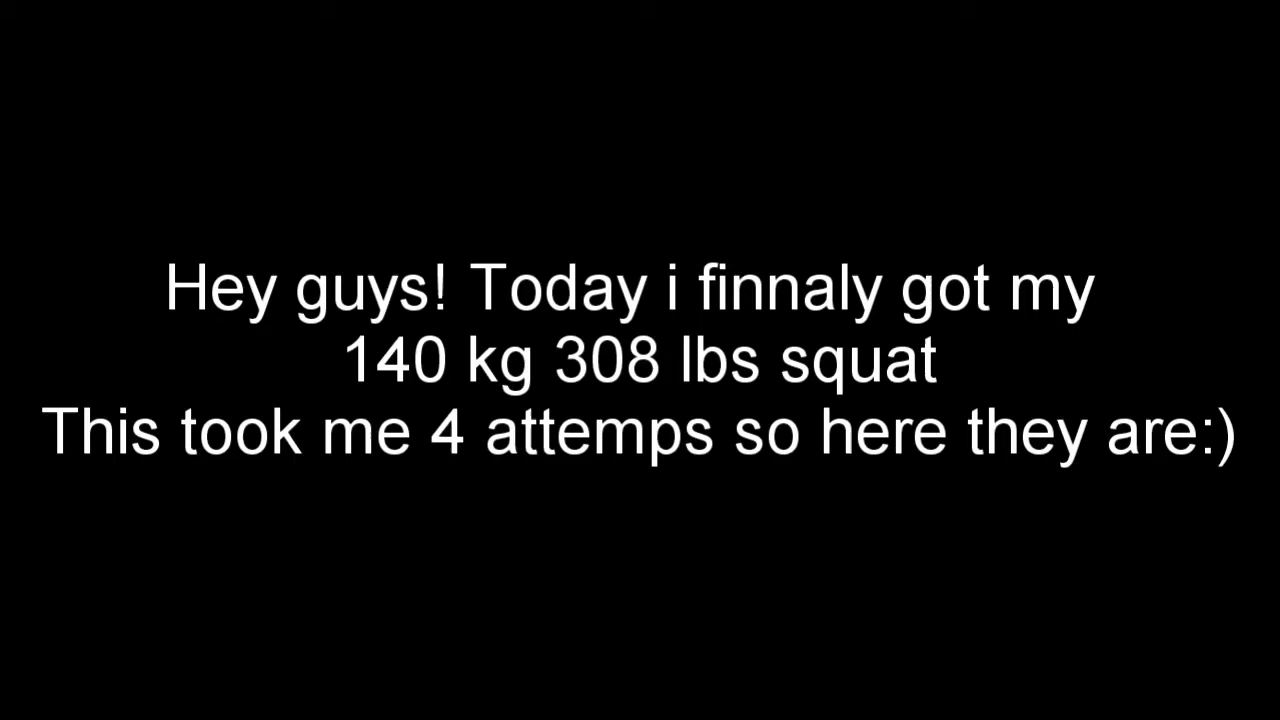 Hey guys! Today i finnaly got my
140 kg 308 lbs squat
This took me 4 attemps so here they are:)